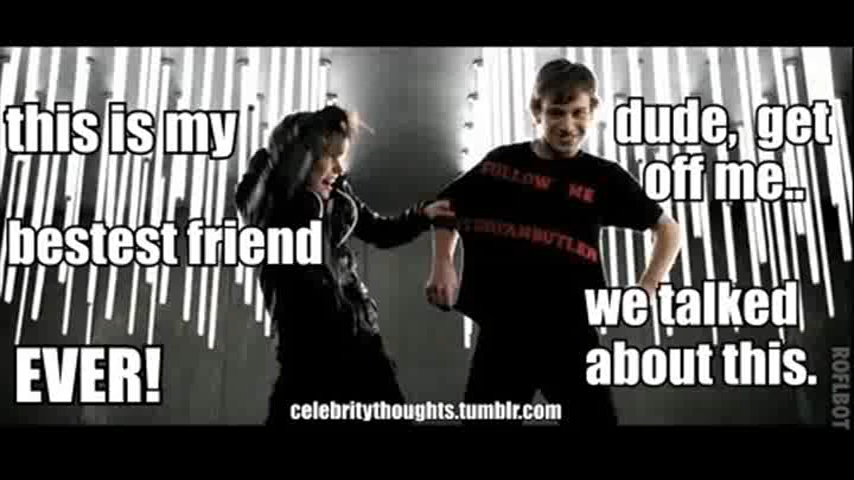 this is my
bestest friend
EVER!
dude, get
off me..
we talked
about this.
FOLLOW ME
celebritythoughts.tumblr.com
ROFLBOT